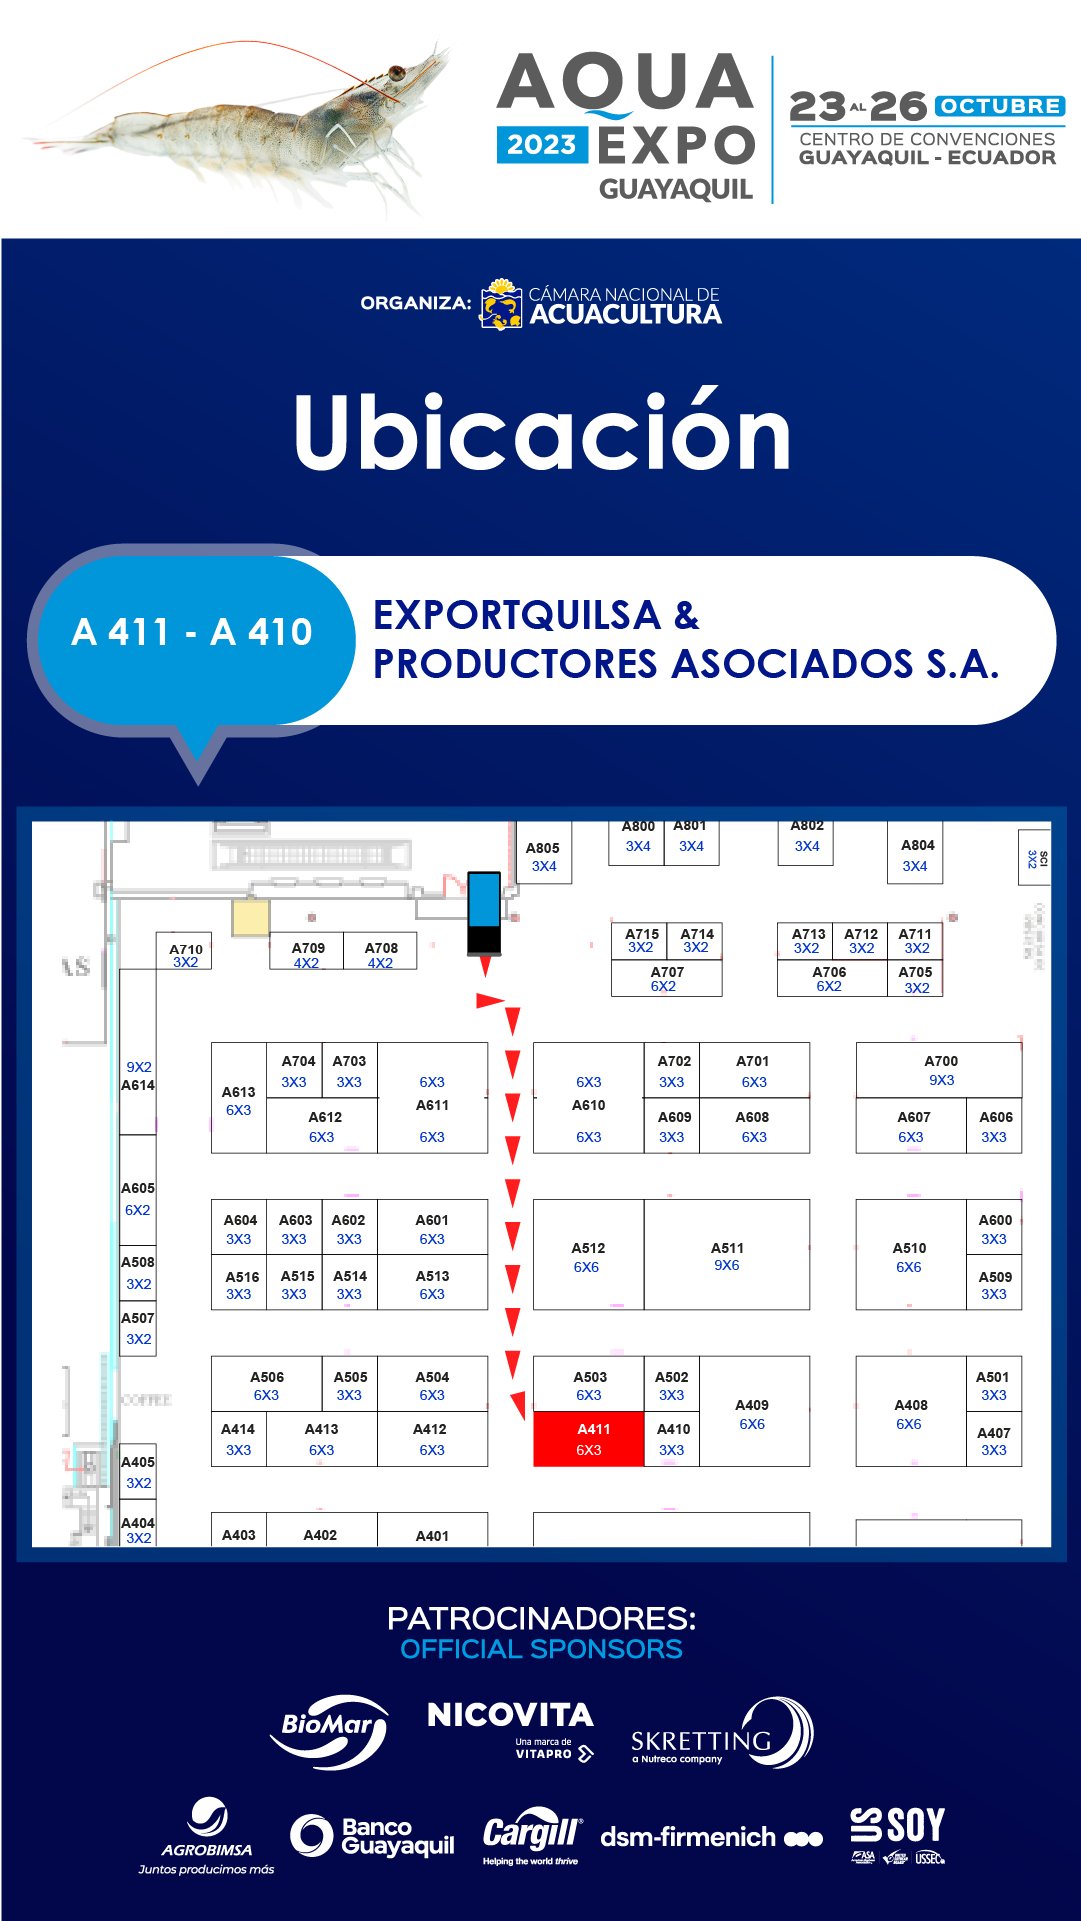 AQUA
2023 EXPO
GUAYAQUIL
23 AL 26 OCTUBRE
CENTRO DE CONVENCIONES
GUAYAQUIL - ECUADOR
ORGANIZA:
CÁMARA NACIONAL DE
ACUACULTURA
Ubicación
A 411 - A 410
EXPORTQUILSA &
PRODUCTORES ASOCIADOS S.A.
A805 A800 A801 A802 A804
3X4 3X4 3X4 3X4 3X4
SCI
3X2
A710 A709 A708 A715 A714 A713 A712 A711
3X2 4X2 4X2 3X2 3X2 3X2 3X2 3X2
A707 A706 A705
6X2 6X2 3X2
9X2
A614
A613
6X3
A704 A703
3X3 3X3
A612
6X3
6X3
A611
6X3
6X3
A610
6X3
A702 A701
3X3 6X3
A609 A608
3X3 6X3
A700
9X3
A607 A606
6X3 3X3
A605
6X2
A604 A603 A602 A601
3X3 3X3 3X3 6X3
A516 A515 A514 A513
3X3 3X3 3X3 6X3
A512 A511
6X6 9X6
A510
6X6
A600
3X3
A509
3X3
A508
3X2
A507
3X2
COFFEE
A506 A505 A504
6X3 3X3 6X3
A414 A413 A412
3X3 6X3 6X3
A503 A502
6X3 3X3
A411 A410
6X3 3X3
A409
6X6
A408
6X6
A501
3X3
A407
3X3
A405
3X2
A404
3X2
A403 A402 A401
PATROCINADORES:
OFFICIAL SPONSORS
BioMar
NICOVITA
Una marca de
VITAPRO
SKRETTING
a Nutreco company
AGROBIMSA
Juntos producimos más
Banco
Guayaquil
Cargill®
Helping the world thrive
dsm-firmenich
US SOY
ASA
USSEC